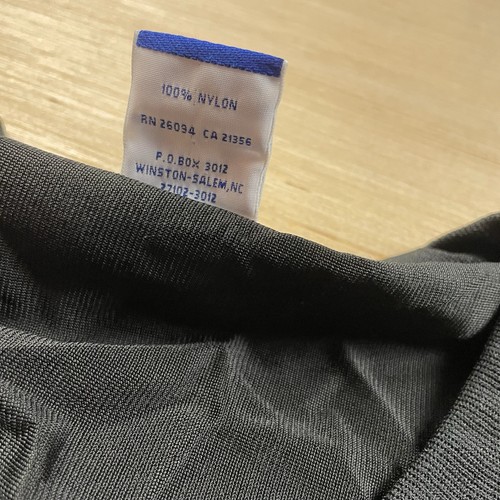 100% NYLON
RN 26094 CA 21356
P.O.BOX 3012
WINSTON-SALEM,NC
27102-3012